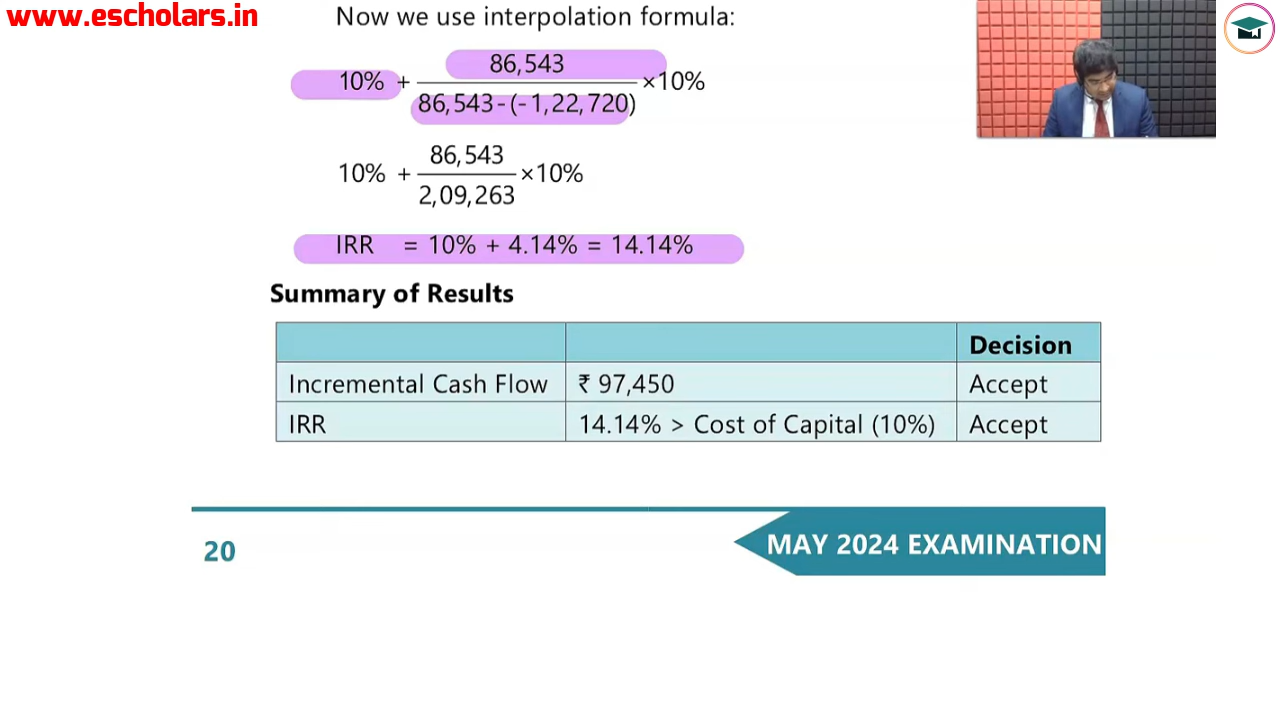 www.escholars.in
Now we use interpolation formula:
10% + 86,543 / 86,543 - (- 1,22,720) ×10%
10% + 86,543 / 2,09,263 ×10%
IRR = 10% + 4.14% = 14.14%
Summary of Results
Decision
Incremental Cash Flow ₹ 97,450 Accept
IRR 14.14% > Cost of Capital (10%) Accept
20 MAY 2024 EXAMINATION